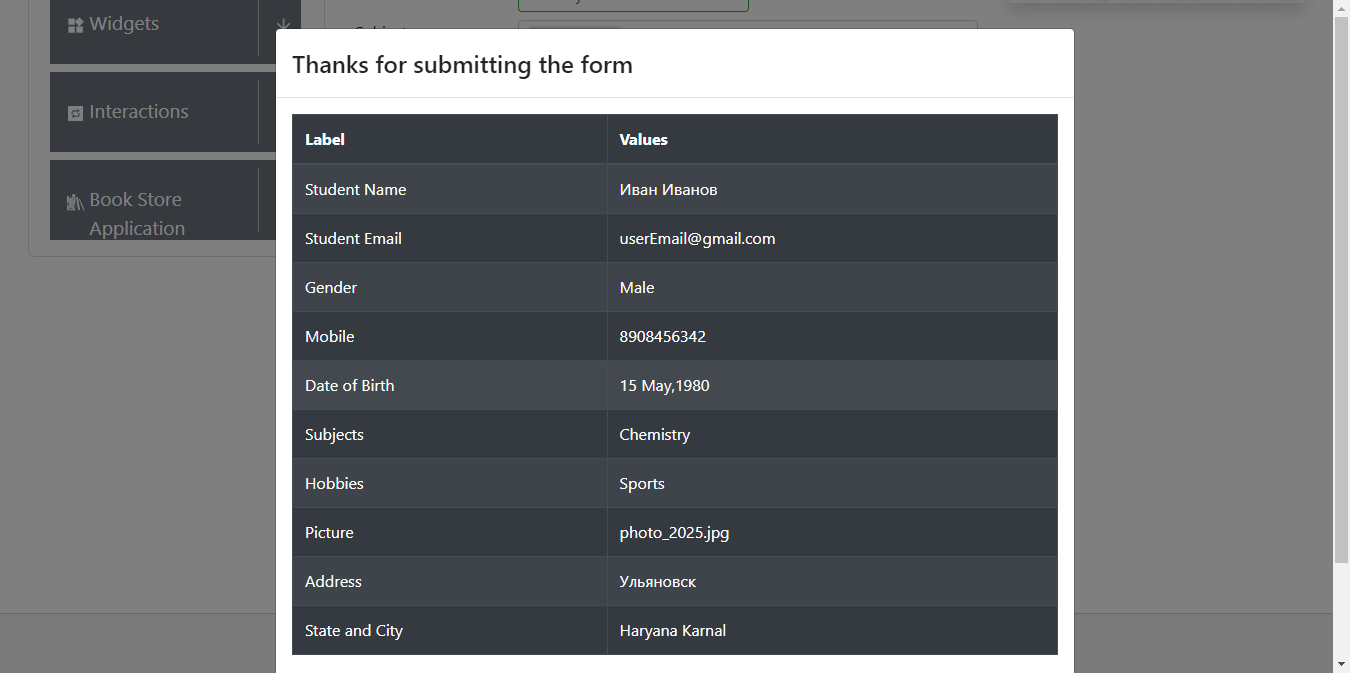 Widgets
Interactions
Book Store
Application
Thanks for submitting the form
Label Values
Student Name Иван Иванов
Student Email userEmail@gmail.com
Gender Male
Mobile 8908456342
Date of Birth 15 May,1980
Subjects Chemistry
Hobbies Sports
Picture photo_2025.jpg
Address Ульяновск
State and City Haryana Karnal